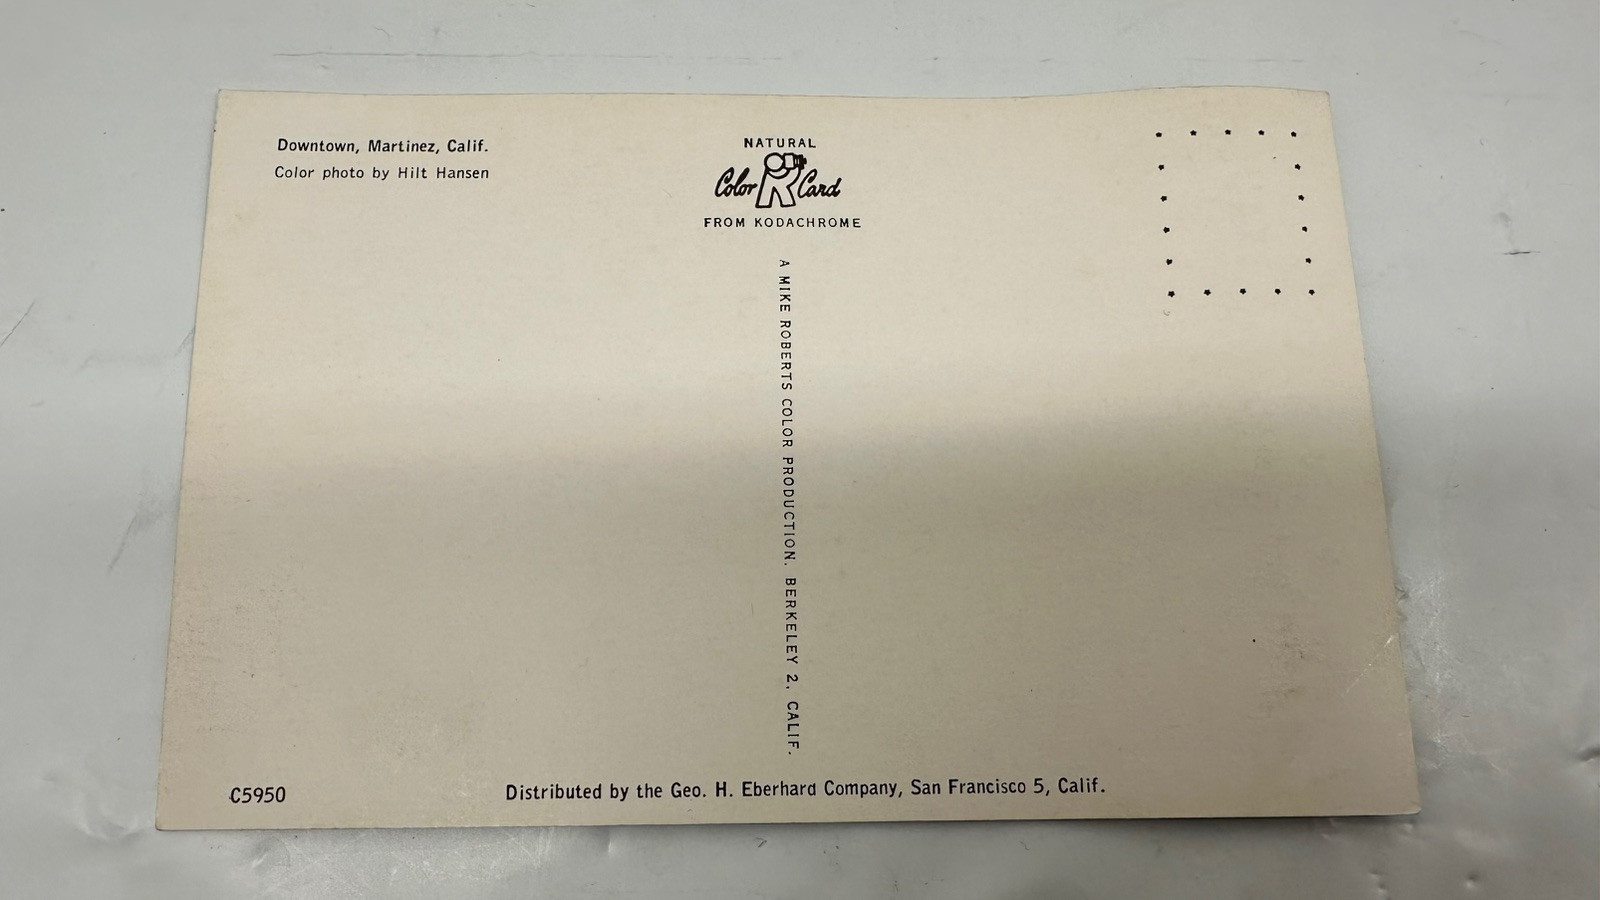 Downtown, Martinez, Calif.
Color photo by Hilt Hansen
NATURAL
Color R Card
FROM KODACHROME
A MIKE ROBERTS COLOR PRODUCTION, BERKELEY 2, CALIF.
C5950
Distributed by the Geo. H. Eberhard Company, San Francisco 5, Calif.